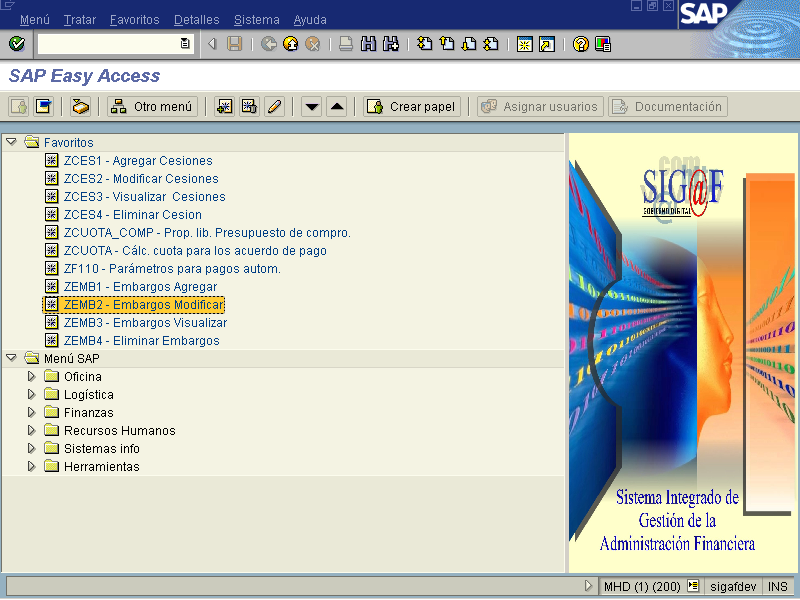 Menú Tratar Favoritos Detalles Sistema Ayuda
SAP
SAP Easy Access
Otro menú Crear papel Asignar usuarios Documentación
Favoritos
ZCES1 - Agregar Cesiones
ZCES2 - Modificar Cesiones
ZCES3 - Visualizar Cesiones
ZCES4 - Eliminar Cesion
ZCUOTA_COMP - Prop. lib. Presupuesto de compro.
ZCUOTA - Cálc. cuota para los acuerdo de pago
ZF110 - Parámetros para pagos autom.
ZEMB1 - Embargos Agregar
ZEMB2 - Embargos Modificar
ZEMB3 - Embargos Visualizar
ZEMB4 - Eliminar Embargos
Menú SAP
Oficina
Logística
Finanzas
Recursos Humanos
Sistemas info
Herramientas
SIG@F
GOBIERNO DIGITAL
Sistema Integrado de
Gestión de la
Administración Financiera
MHD (1) (200) sigafdev INS